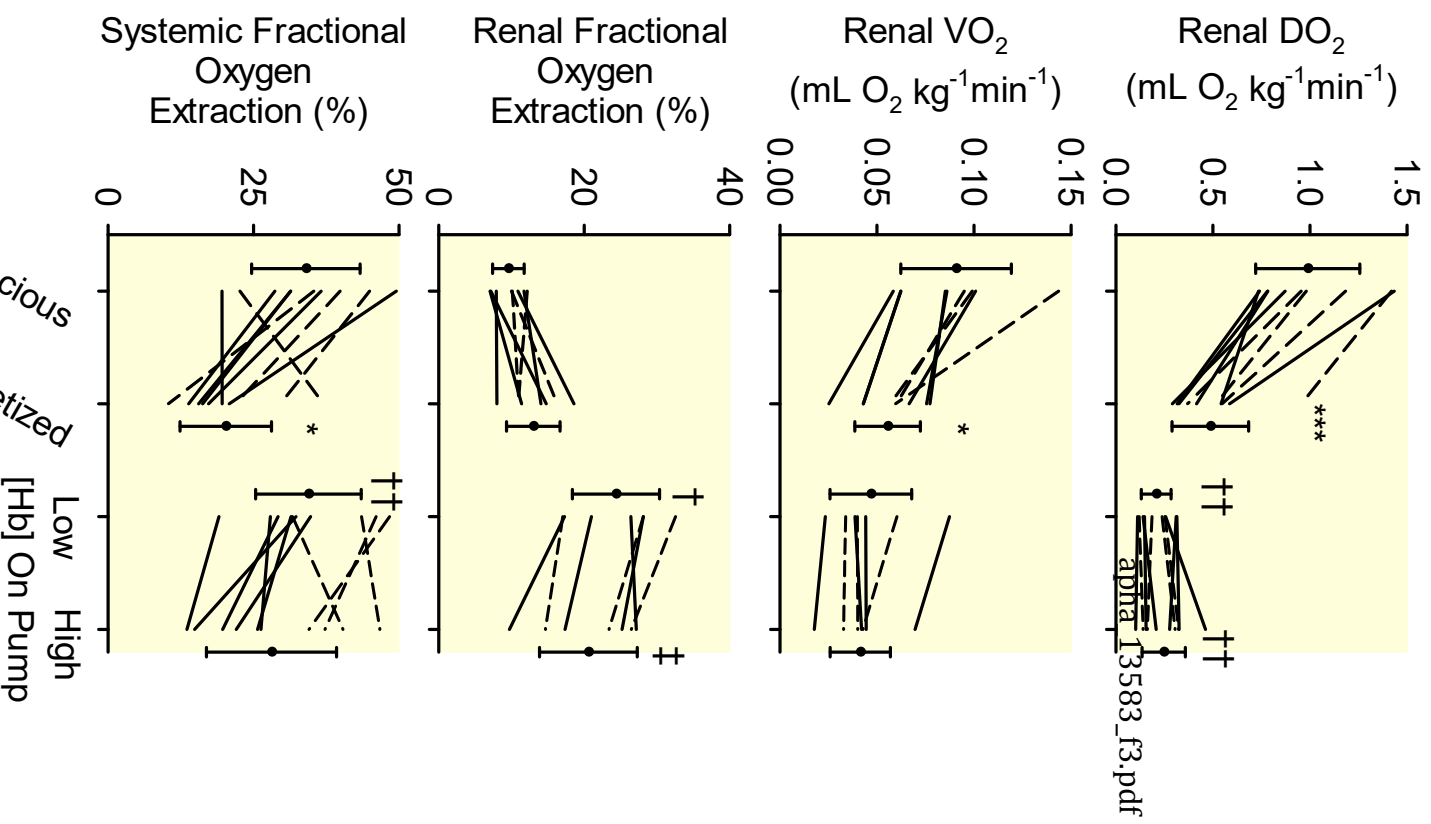 Systemic Fractional
Oxygen
Extraction (%)
Renal Fractional
Oxygen
Extraction (%)
Renal VO2
(mL O2 kg-1min-1)
Renal DO2
(mL O2 kg-1min-1)
0
25
50
0
20
40
0.00
0.05
0.10
0.15
0.0
0.5
1.0
1.5
*
*
***
††
†
‡
††
††
Low
High
[Hb] On Pump
apha_13583_f3.pdf